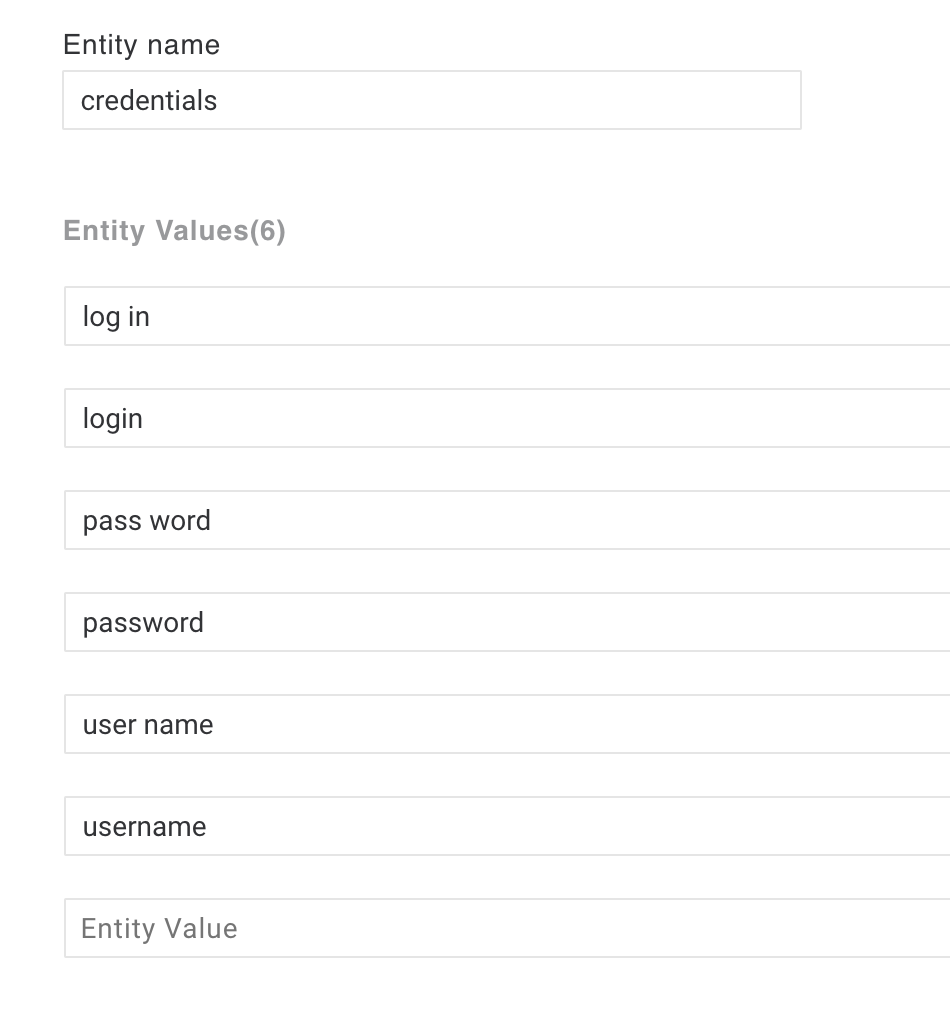 Entity name
credentials
Entity Values(6)
log in
login
pass word
password
user name
username
Entity Value